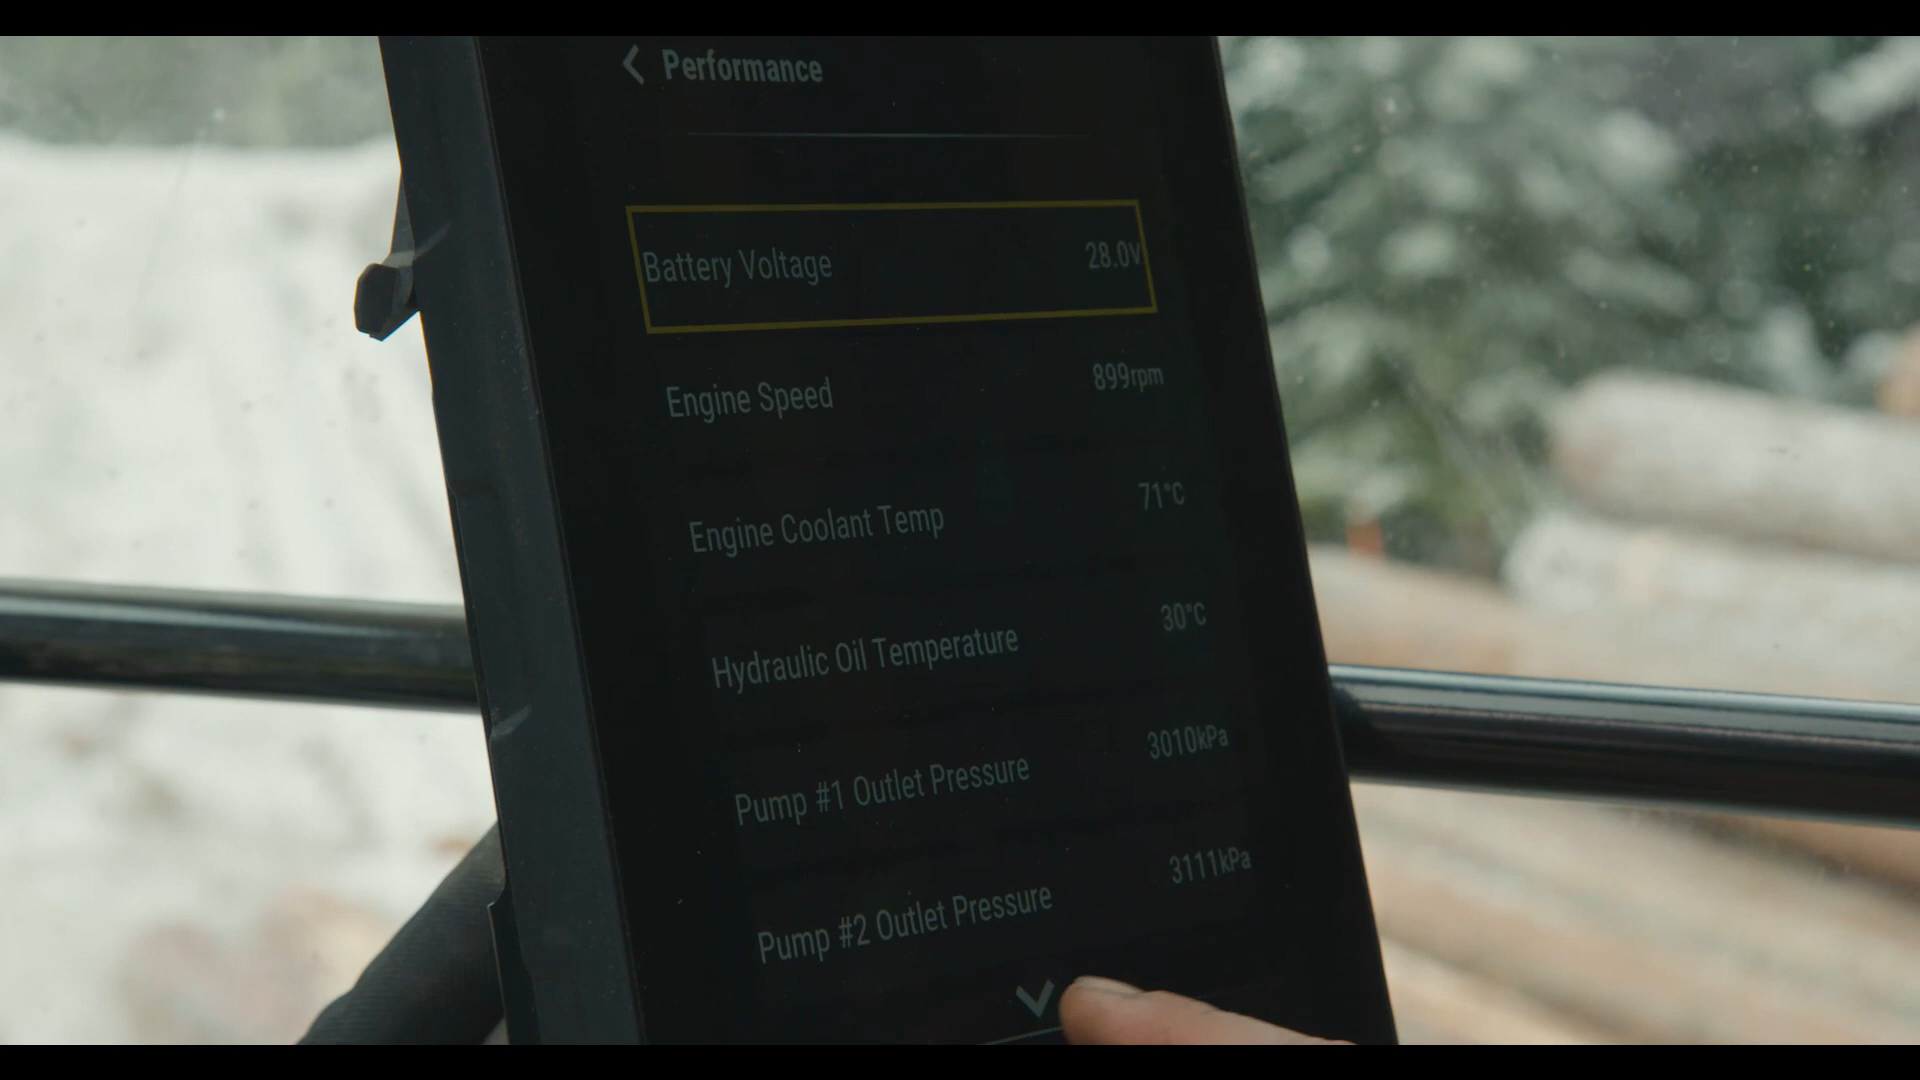 Performance
Battery Voltage 28.0V
Engine Speed 899rpm
Engine Coolant Temp 71°C
Hydraulic Oil Temperature 30°C
Pump #1 Outlet Pressure 3010kPa
Pump #2 Outlet Pressure 3111kPa